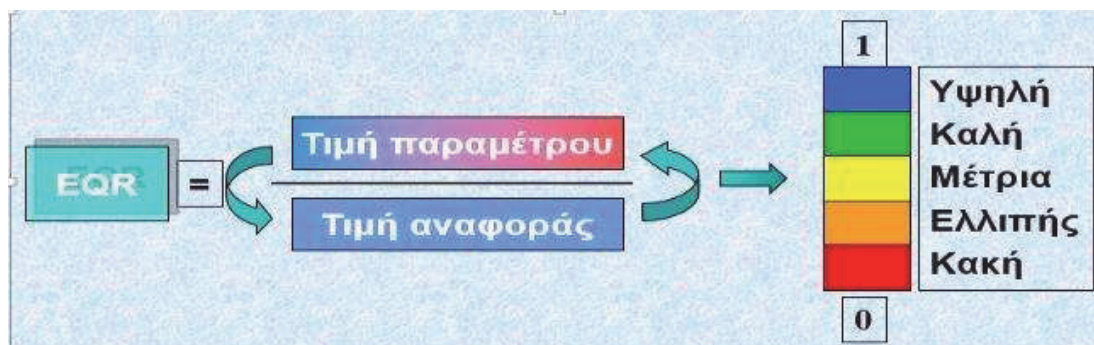 EQR
=
Τιμή παραμέτρου
Τιμή αναφοράς
1
Υψηλή
Καλή
Μέτρια
Ελλιπής
Κακή
0